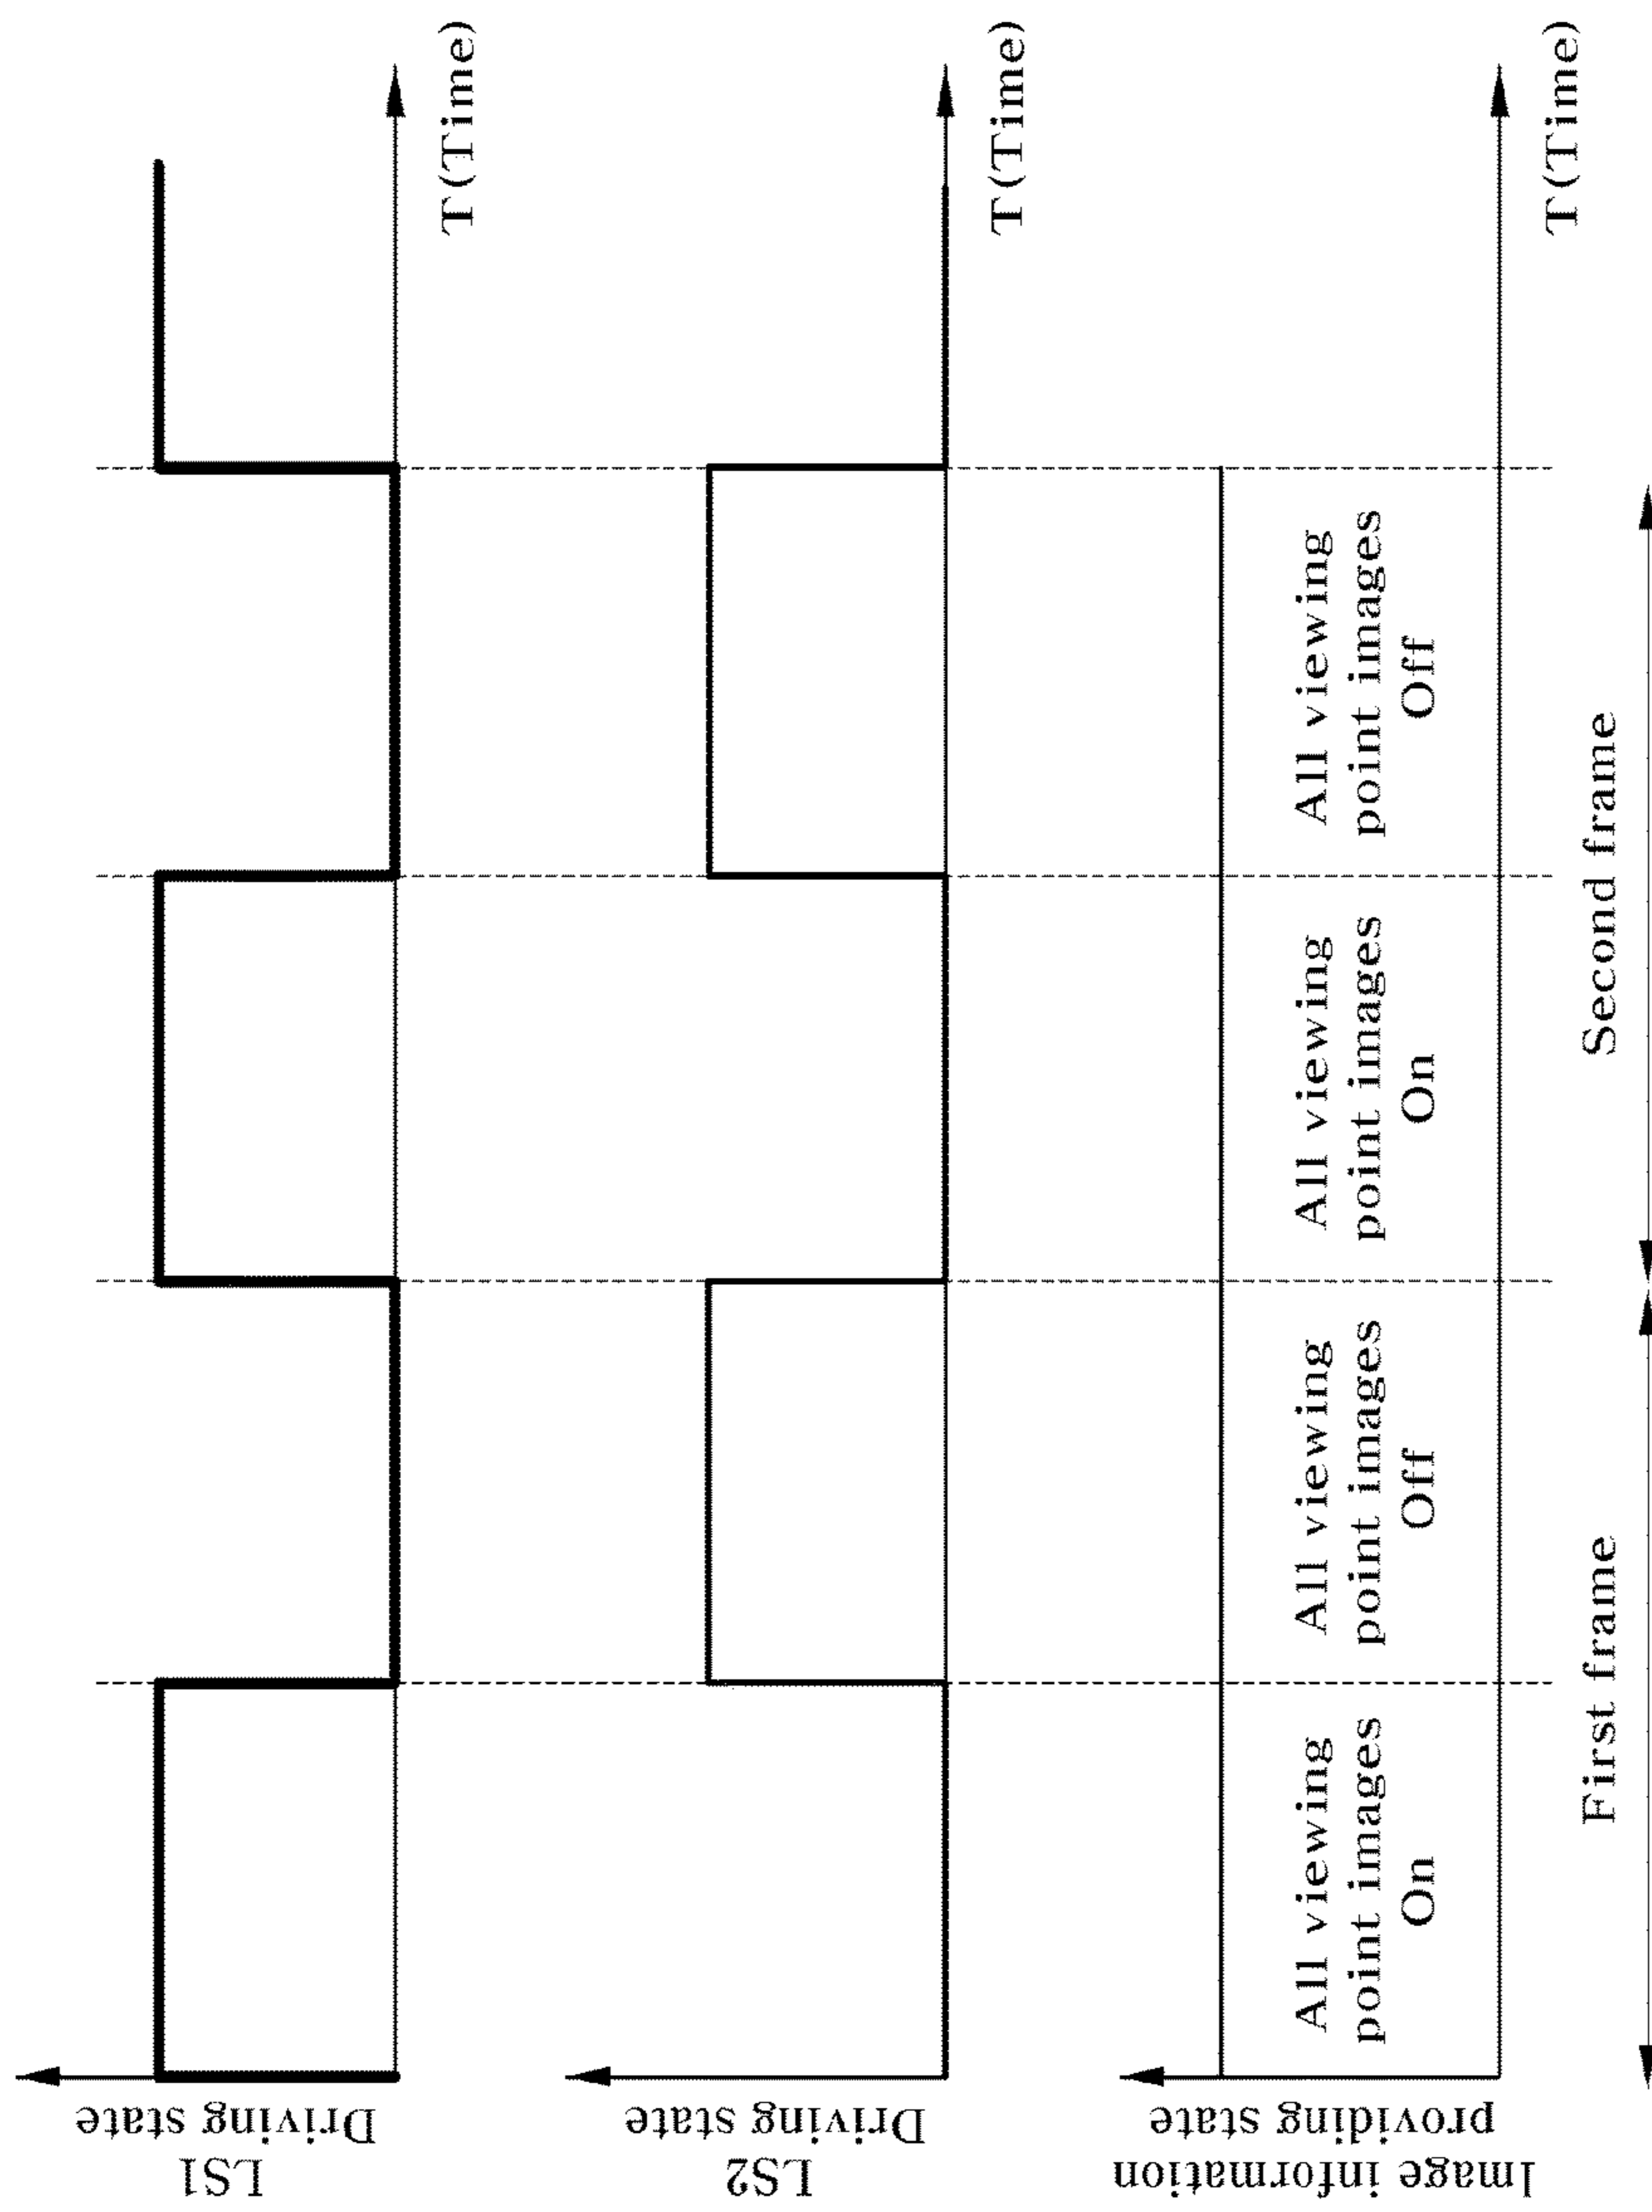 LS1
Driving state
T(Time)
LS2
Driving state
T(Time)
Image information
providing state
All viewing
point images
On
All viewing
point images
Off
All viewing
point images
On
All viewing
point images
Off
T(Time)
First frame
Second frame